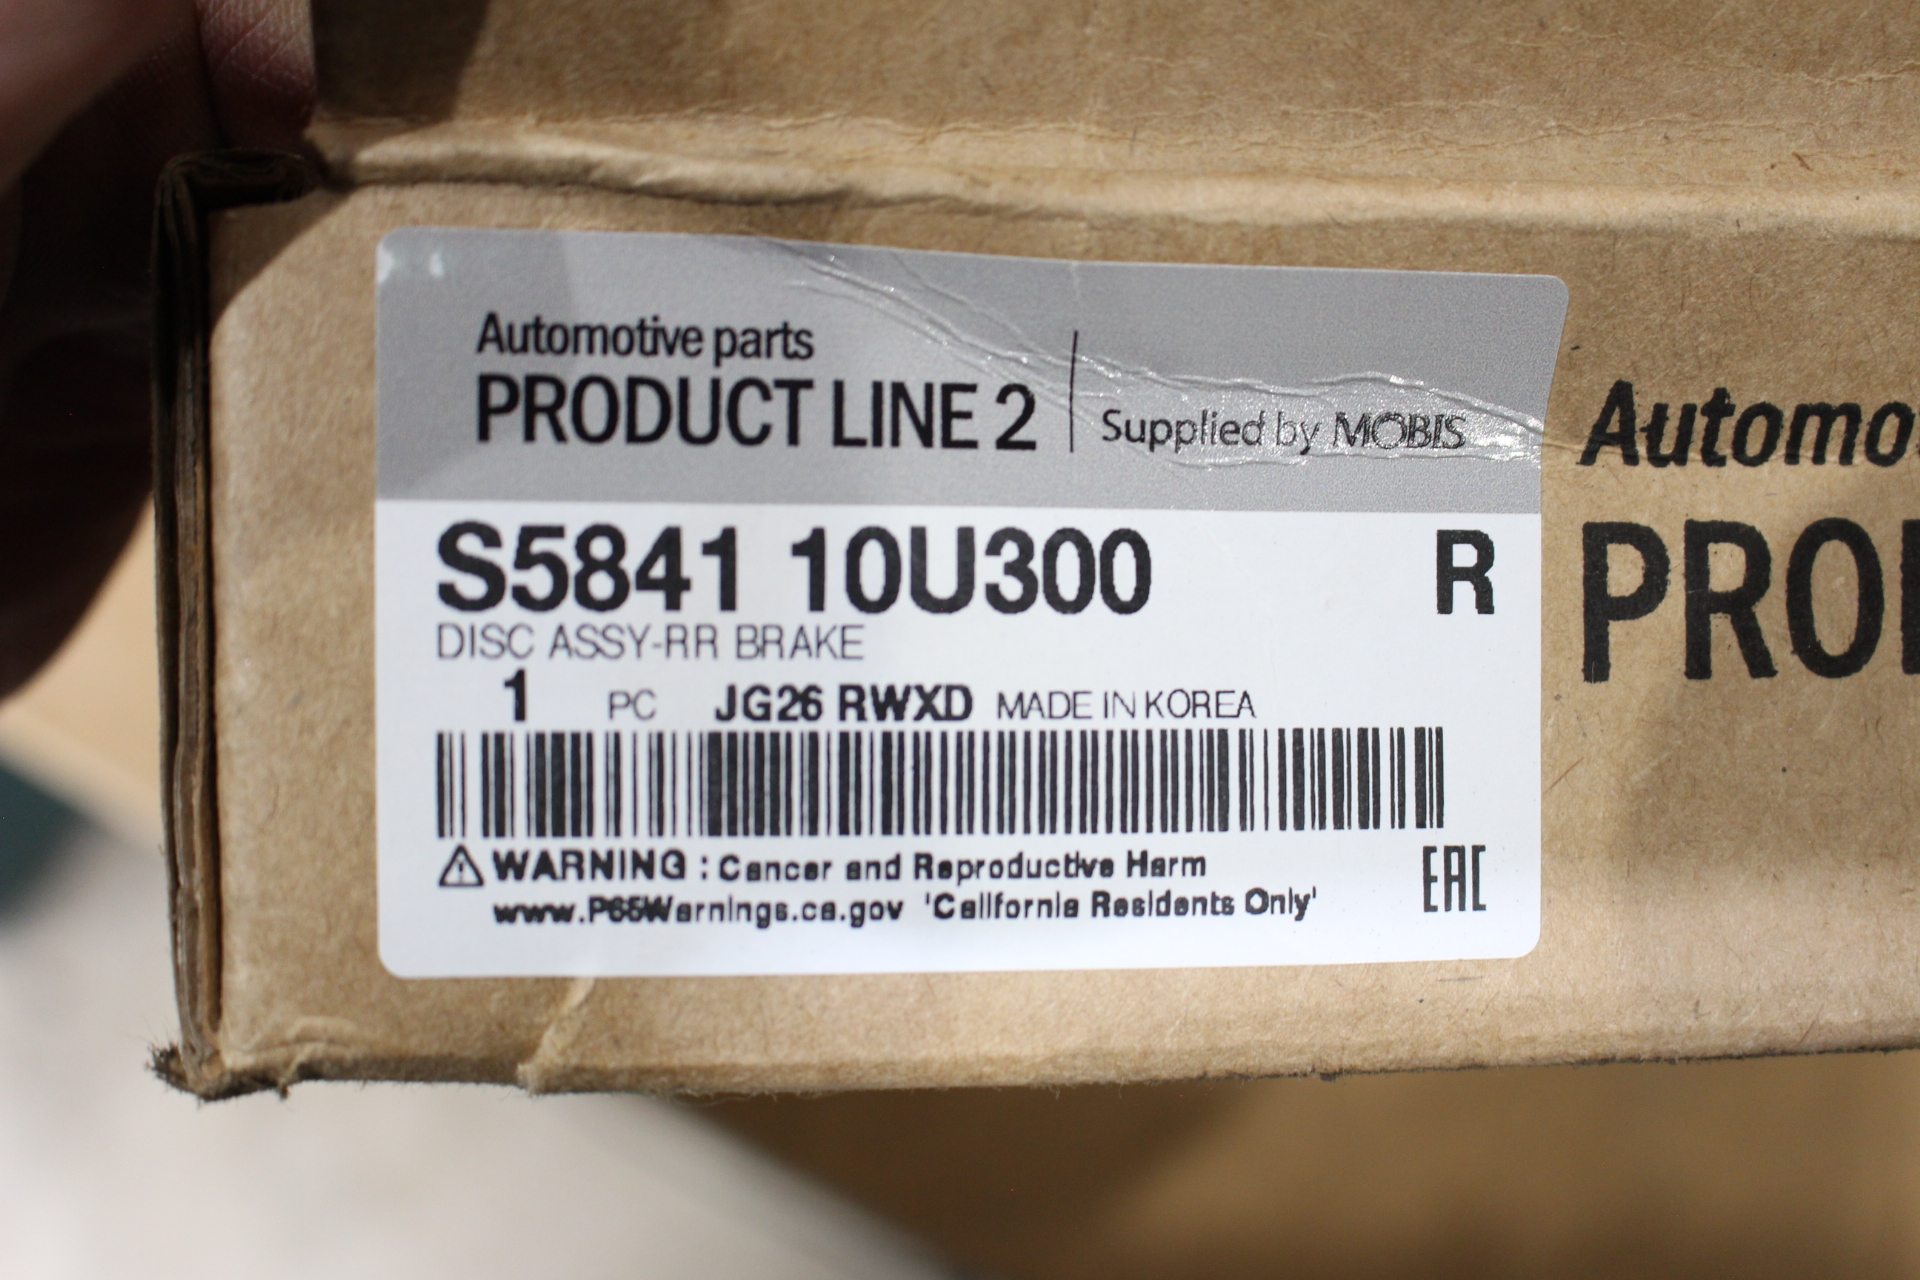 Automotive parts
PRODUCT LINE 2 | Supplied by MOBIS
S5841 10U300 R
DISC ASSY-RR BRAKE
1 PC JG26 RWXD MADE IN KOREA
⚠ WARNING : Cancer and Reproductive Harm
www.P65Warnings.ca.gov 'California Residents Only'
EAC
Automo
PRO